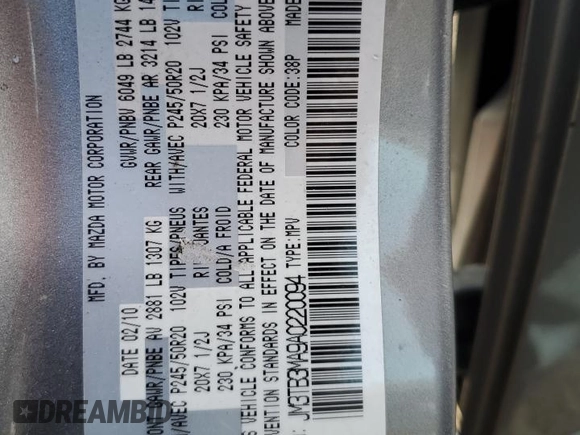 MFD. BY MAZDA MOTOR CORPORATION
DATE 02/10 GVWR/PNBV 6049 LB 2744 KG
GAWR/PNBE AV 2881 LB 1307 KG REAR GAWR/PNBE AR 3214 LB
/AVEC P245/50R20 102V TIRES/PNEUS WITH/AVEC P245/50R20 102V
20X7 1/2J JANTES 20X7 1/2J
230 KPA/34 PSI COLD/A FROID 230 KPA/34 PSI COLD
VEHICLE CONFORMS TO ALL APPLICABLE FEDERAL MOTOR VEHICLE SAFETY
STANDARDS IN EFFECT ON THE DATE OF MANUFACTURE SHOWN ABOVE
JM3TB3MA9A0220094 TYPE:MPV COLOR CODE:38P MADE
DREAMBID